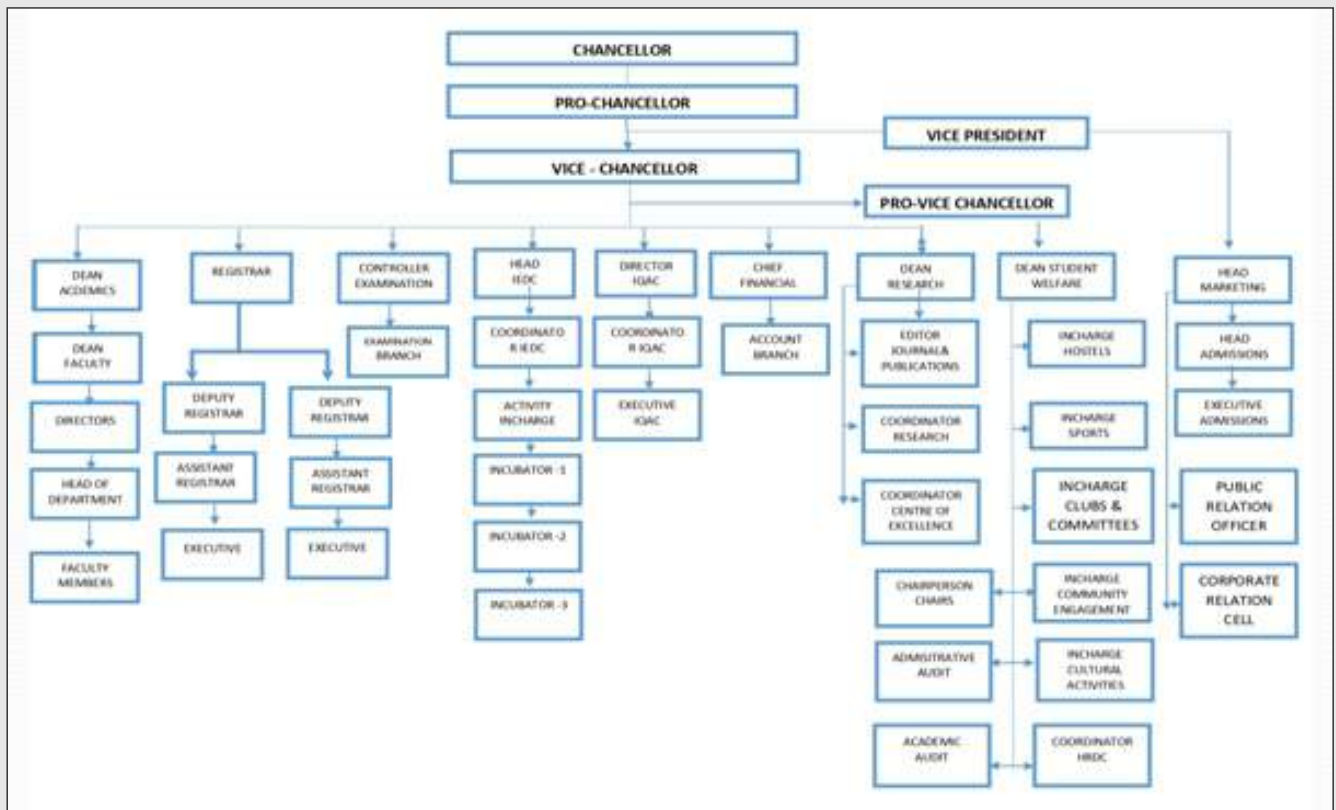 CHANCELLOR
PRO-CHANCELLOR
VICE PRESIDENT
VICE - CHANCELLOR
PRO-VICE CHANCELLOR
DEAN
ACDEMICS
REGISTRAR
CONTROLLER
EXAMINATION
HEAD
IEDC
DIRECTOR
IQAC
CHIEF
FINANCIAL
DEAN
RESEARCH
DEAN STUDENT
WELFARE
HEAD
MARKETING
DEAN
FACULTY
EXAMINATION
BRANCH
COORDINATO
R IEDC
COORDINATO
R IQAC
ACCOUNT
BRANCH
EDITOR
JOURNAL&
PUBLICATIONS
INCHARGE
HOSTELS
HEAD
ADMISSIONS
DIRECTORS
DEPUTY
REGISTRAR
DEPUTY
REGISTRAR
ACTIVITY
INCHARGE
EXECUTIVE
IQAC
COORDINATOR
RESEARCH
INCHARGE
SPORTS
EXECUTIVE
ADMISSIONS
HEAD OF
DEPARTMENT
ASSISTANT
REGISTRAR
ASSISTANT
REGISTRAR
INCUBATOR -1
COORDINATOR
CENTRE OF
EXCELLENCE
INCHARGE
CLUBS &
COMMITTEES
PUBLIC
RELATION
OFFICER
FACULTY
MEMBERS
EXECUTIVE
EXECUTIVE
INCUBATOR -2
INCUBATOR -3
CHAIRPERSON
CHAIRS
INCHARGE
COMMUNITY
ENGAGEMENT
CORPORATE
RELATION
CELL
ADMISITRATIVE
AUDIT
INCHARGE
CULTURAL
ACTIVITIES
ACADEMIC
AUDIT
COORDINATOR
HRDC